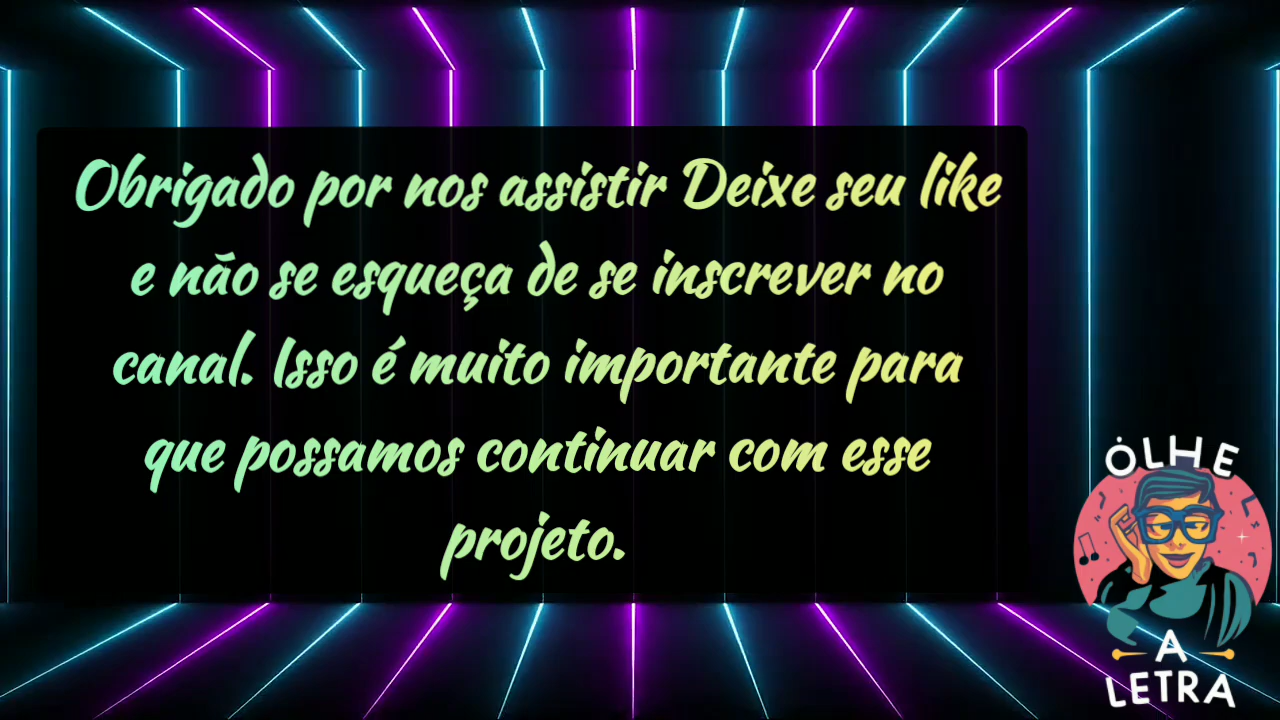 Obrigado por nos assistir Deixe seu like
e não se esqueça de se inscrever no
canal. Isso é muito importante para
que possamos continuar com esse
projeto.
OLHE
A
LETRA